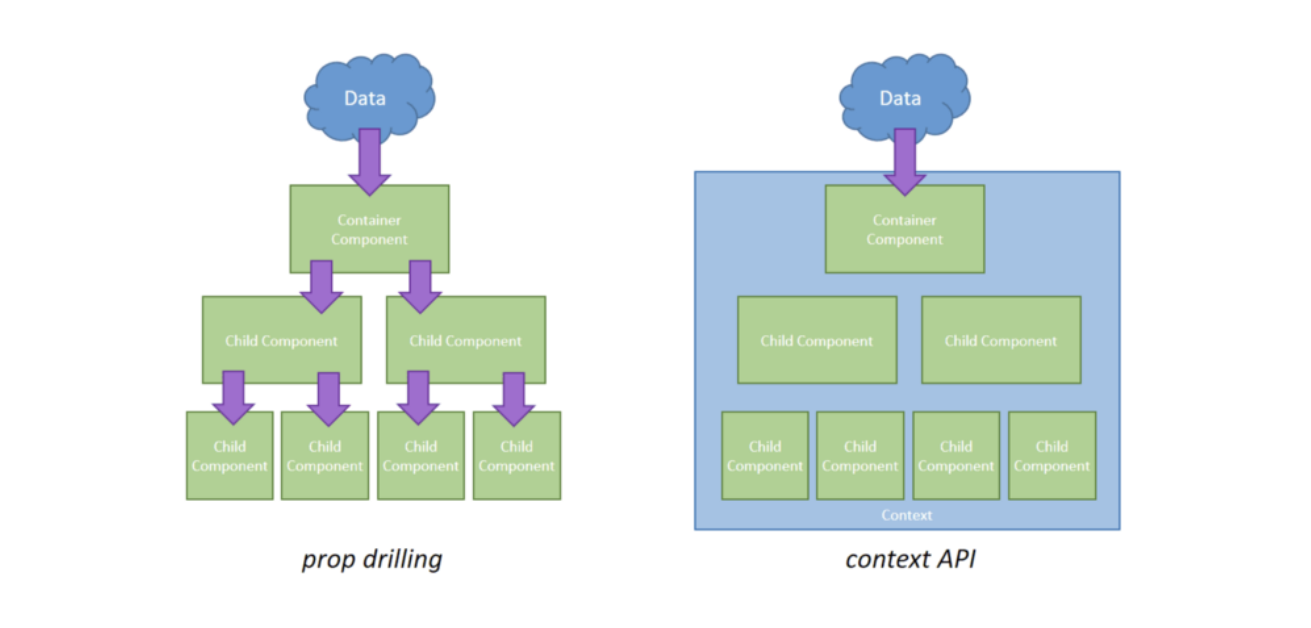 Data
Container
Component
Child Component
Child Component
Child
Component
Child
Component
Child
Component
Child
Component
prop drilling
Data
Container
Component
Child Component
Child Component
Child
Component
Child
Component
Child
Component
Child
Component
Context
context API